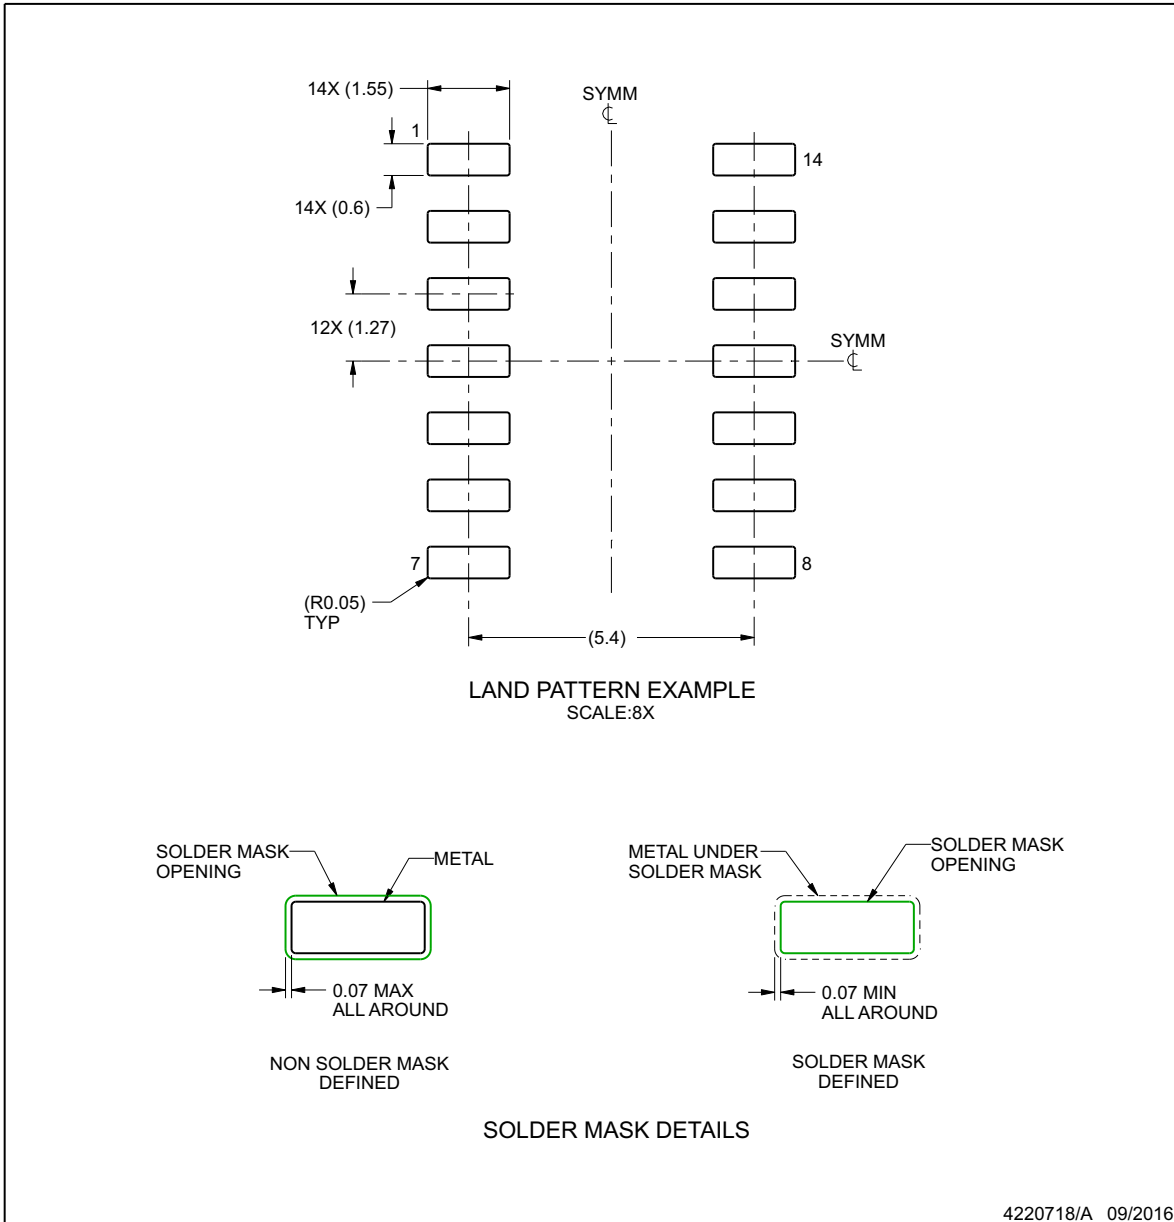 14X (1.55)
SYMM
1
14
14X (0.6)
12X (1.27)
SYMM
7
8
(R0.05)
TYP
(5.4)
LAND PATTERN EXAMPLE
SCALE:8X
SOLDER MASK
OPENING
METAL
0.07 MAX
ALL AROUND
NON SOLDER MASK
DEFINED
METAL UNDER
SOLDER MASK
SOLDER MASK
OPENING
0.07 MIN
ALL AROUND
SOLDER MASK
DEFINED
SOLDER MASK DETAILS
4220718/A 09/2016